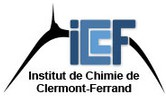 iCCF
Institut de Chimie de
Clermont-Ferrand